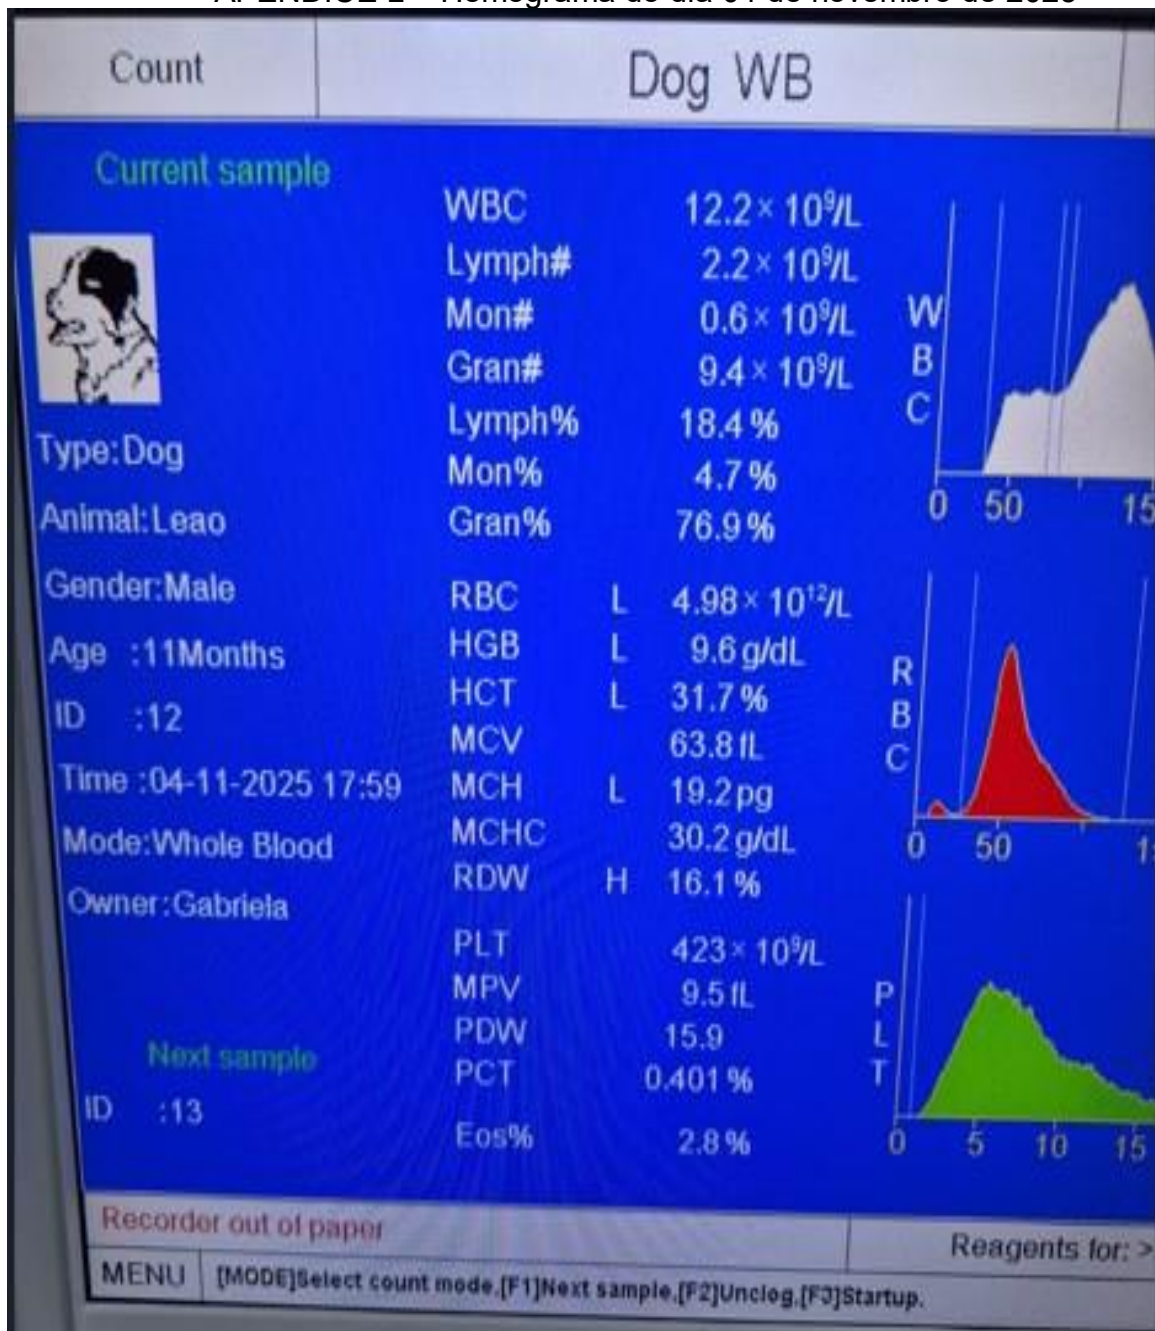 Count
Dog WB
Current sample
Type:Dog
Animal:Leao
Gender:Male
Age :11Months
ID :12
Time :04-11-2025 17:59
Mode:Whole Blood
Owner:Gabriela
Next sample
ID :13
WBC 12.2 × 10⁹/L
Lymph# 2.2 × 10⁹/L
Mon# 0.6 × 10⁹/L
Gran# 9.4 × 10⁹/L
Lymph% 18.4 %
Mon% 4.7 %
Gran% 76.9 %
RBC L 4.98 × 10¹²/L
HGB L 9.6 g/dL
HCT L 31.7 %
MCV 63.8 fL
MCH L 19.2 pg
MCHC 30.2 g/dL
RDW H 16.1 %
PLT 423 × 10⁹/L
MPV 9.5 fL
PDW 15.9
PCT 0.401 %
Eos% 2.8 %
WBC
0 50 15
RBC
0 50
PLT
0 5 10 15
Recorder out of paper
Reagents for: >
MENU
[MODE]Select count mode.[F1]Next sample.[F2]Unclog.[F3]Startup.